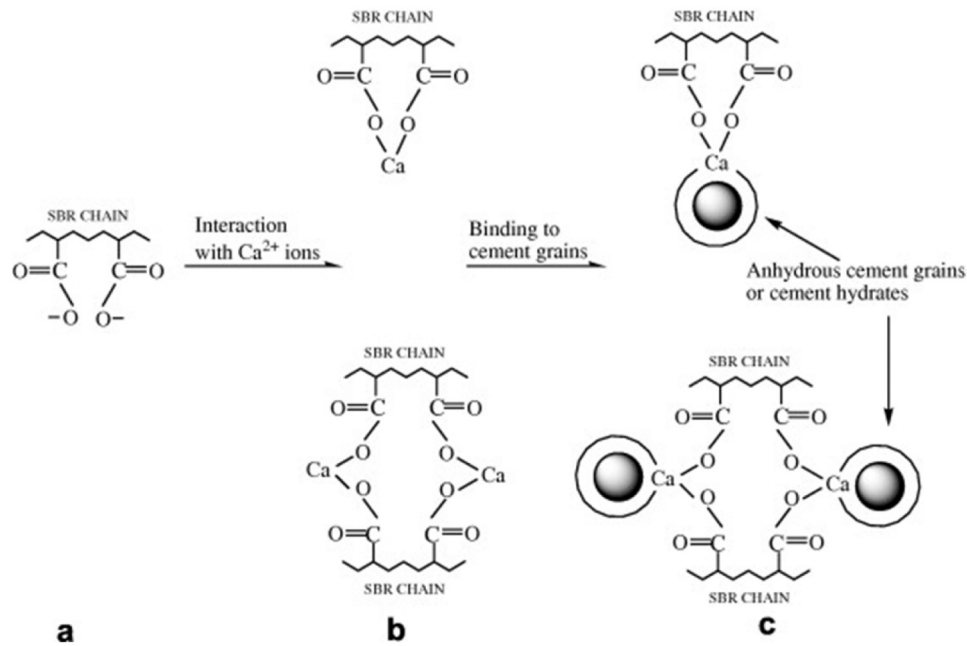 SBR CHAIN
O=C C=O
O O
Ca
SBR CHAIN
O=C C=O
O O
Ca
SBR CHAIN
O=C C=O
–O O–
Interaction
with Ca²⁺ ions
Binding to
cement grains
Anhydrous cement grains
or cement hydrates
SBR CHAIN
O=C C=O
O O
Ca Ca
O O
O=C C=O
SBR CHAIN
SBR CHAIN
O=C C=O
O O
Ca Ca
O O
O=C C=O
SBR CHAIN
a b c